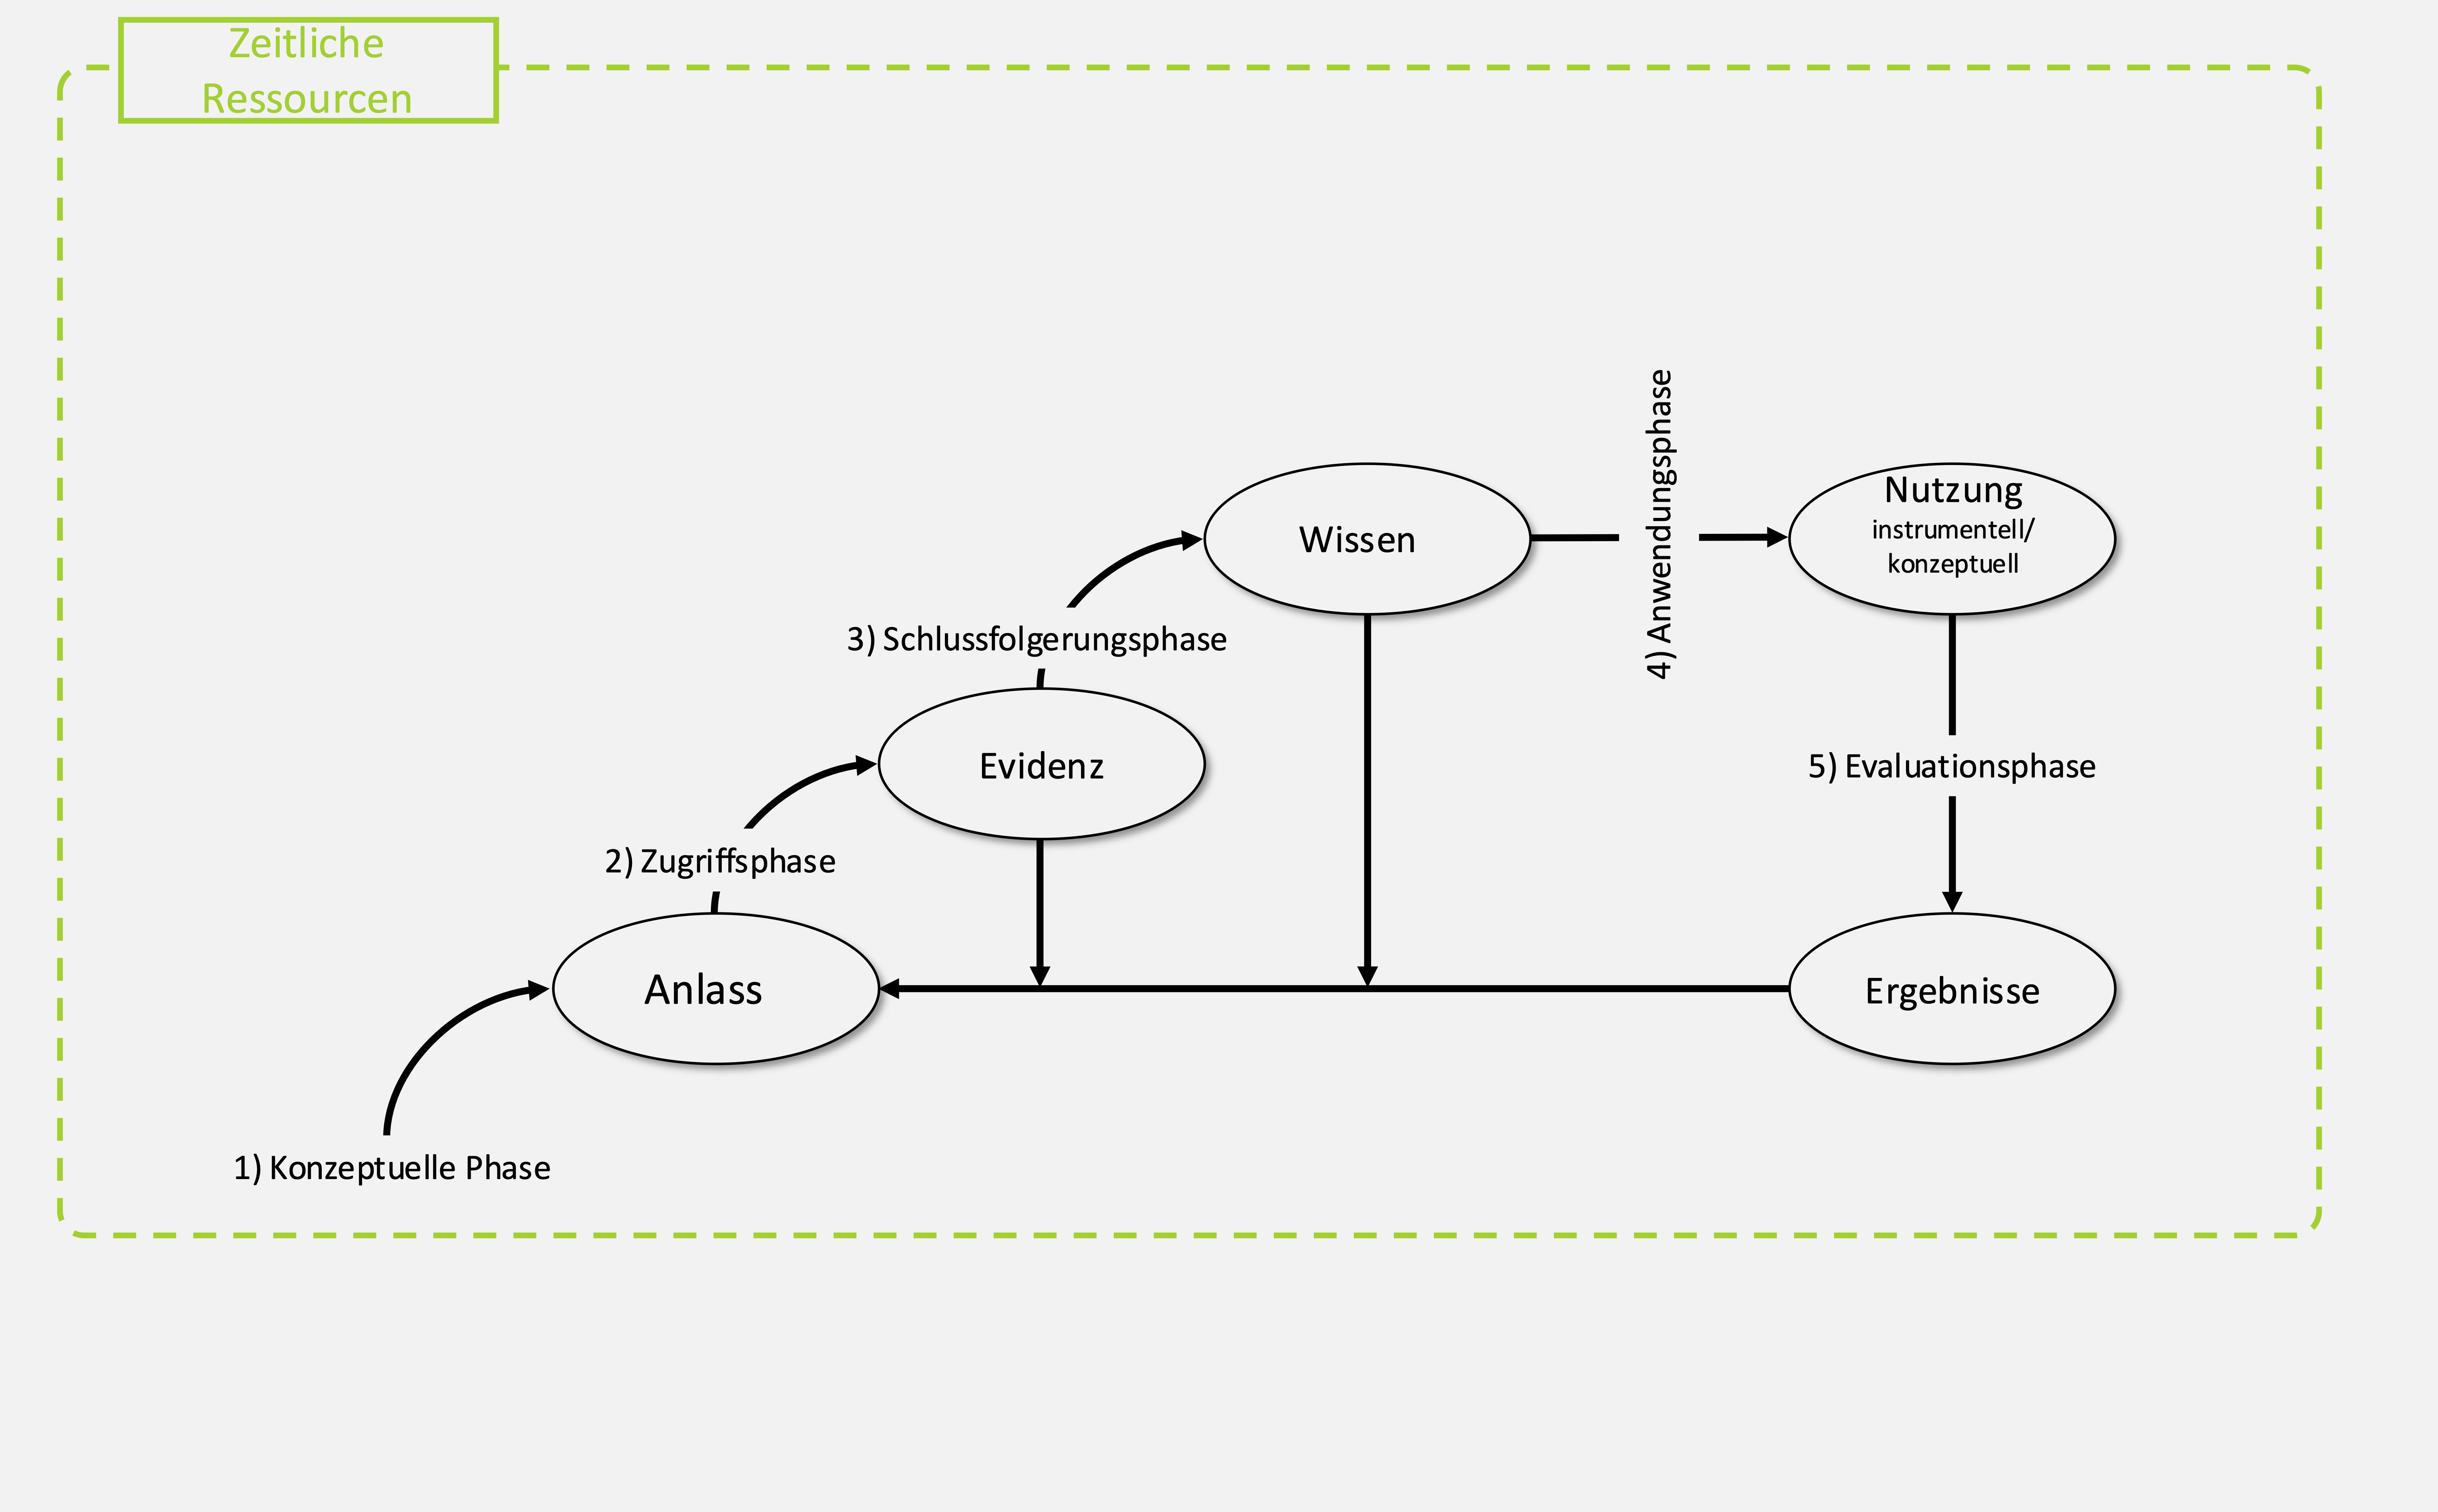 Zeitliche
Ressourcen
4) Anwendungsphase
Nutzung
instrumentell/
konzeptuell
Wissen
3) Schlussfolgerungsphase
Evidenz
5) Evaluationsphase
2) Zugriffsphase
Anlass
Ergebnisse
1) Konzeptuelle Phase